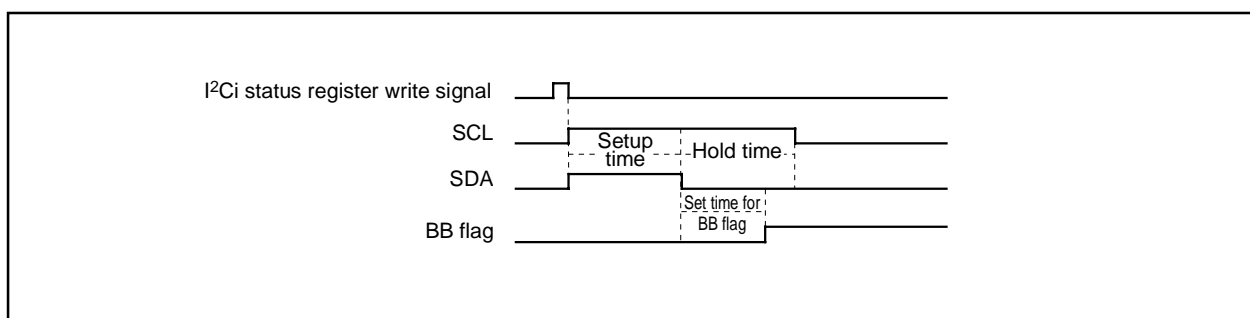 I²Ci status register write signal
SCL
Setup
time
Hold time
SDA
Set time for
BB flag
BB flag